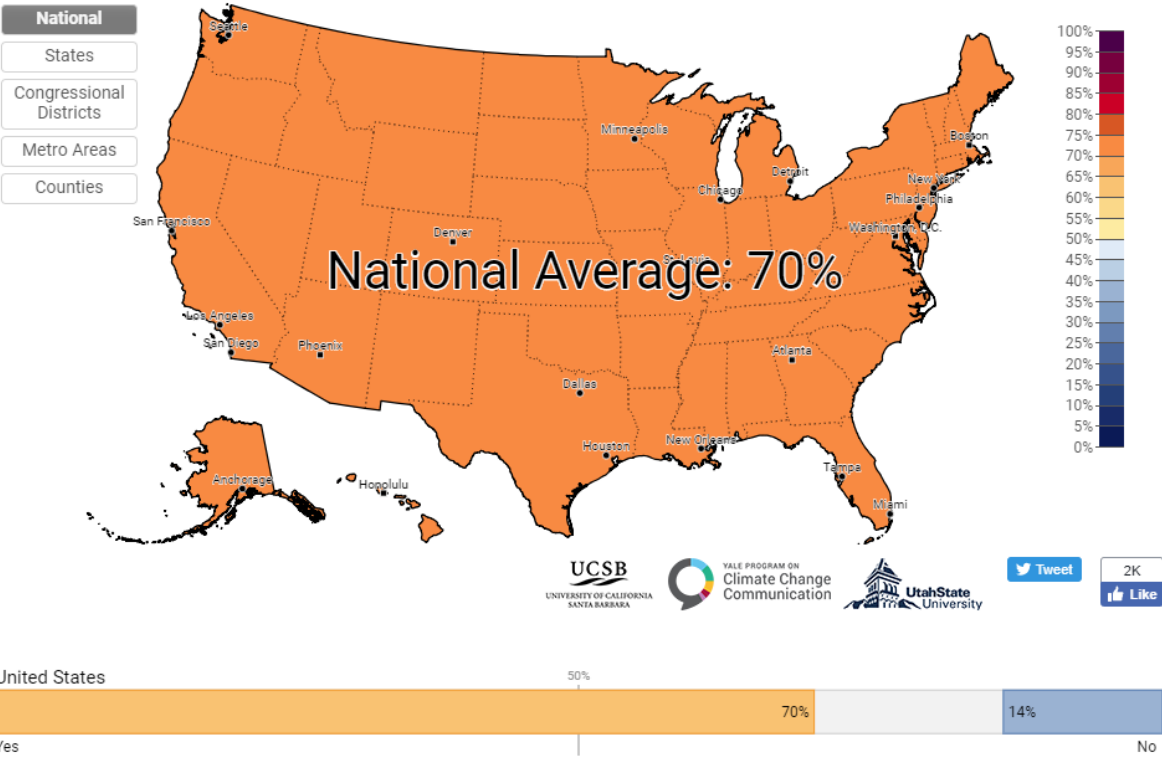 National
States
Congressional
Districts
Metro Areas
Counties
Seattle
Minneapolis
Boston
Detroit
Chicago
New York
Philadelphia
San Francisco
Denver
Washington, D.C.
St. Louis
National Average: 70%
Los Angeles
San Diego
Phoenix
Atlanta
Dallas
Houston
New Orleans
Tampa
Anchorage
Honolulu
Miami
100%
95%
90%
85%
80%
75%
70%
65%
60%
55%
50%
45%
40%
35%
30%
25%
20%
15%
10%
5%
0%
UCSB
UNIVERSITY OF CALIFORNIA
SANTA BARBARA
YALE PROGRAM ON
Climate Change
Communication
UtahState
University
Tweet
2K
Like
United States
50%
70%
14%
Yes
No